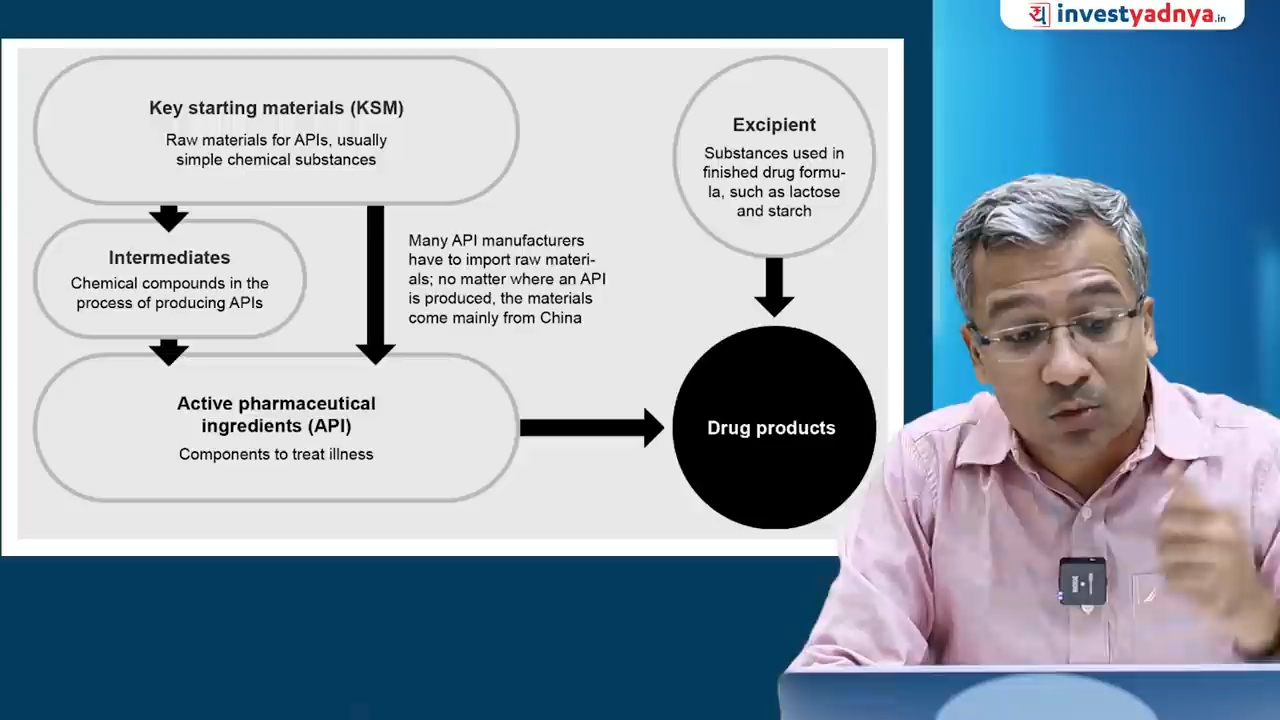 यु investyadnya.in
Key starting materials (KSM)
Raw materials for APIs, usually
simple chemical substances
Excipient
Substances used in
finished drug formu-
la, such as lactose
and starch
Intermediates
Chemical compounds in the
process of producing APIs
Many API manufacturers
have to import raw materi-
als; no matter where an API
is produced, the materials
come mainly from China
Active pharmaceutical
ingredients (API)
Components to treat illness
Drug products